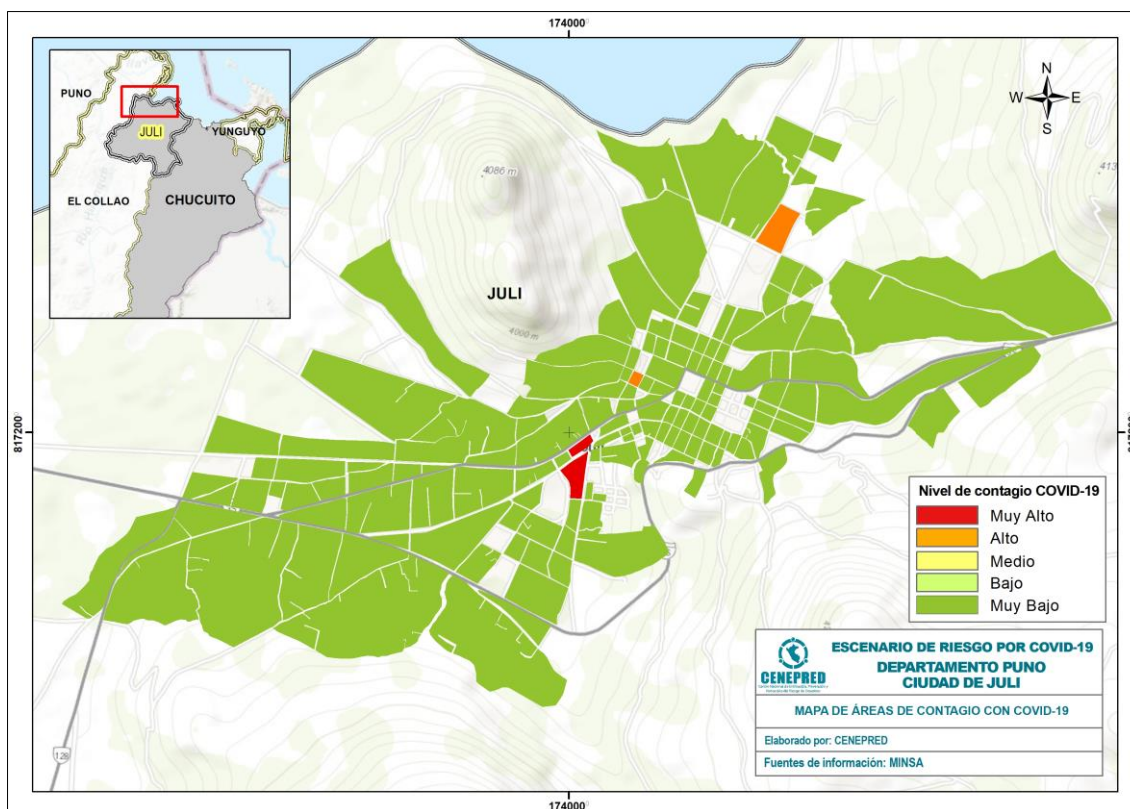 174000
PUNO
JULI
YUNGUYO
EL COLLAO
CHUCUITO
N
W E
S
4086 m
JULI
4000 m
817200
Nivel de contagio COVID-19
Muy Alto
Alto
Medio
Bajo
Muy Bajo
CENEPRED
ESCENARIO DE RIESGO POR COVID-19
DEPARTAMENTO PUNO
CIUDAD DE JULI
MAPA DE ÁREAS DE CONTAGIO CON COVID-19
Elaborado por: CENEPRED
Fuentes de información: MINSA
128
174000